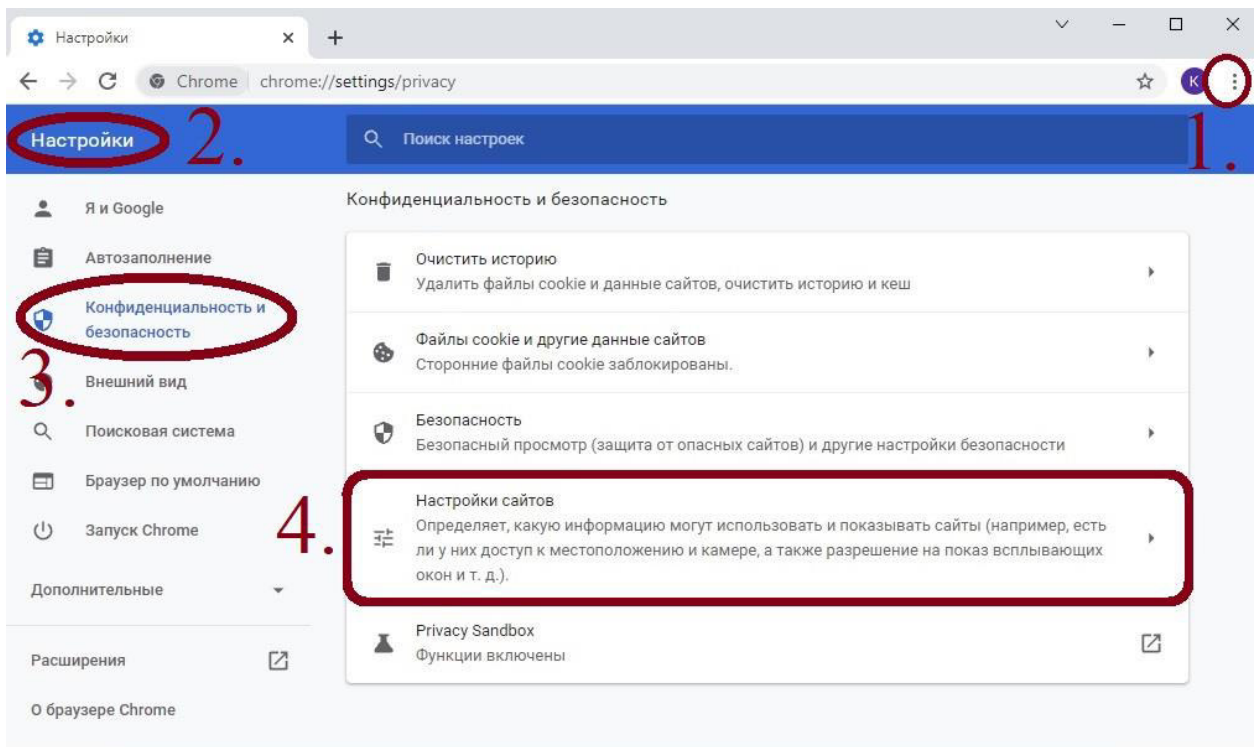 Настройки
Chrome chrome://settings/privacy K
Настройки 2. Поиск настроек 1.
Я и Google
Автозаполнение
Конфиденциальность и
безопасность
3.
Внешний вид
Поисковая система
Браузер по умолчанию
Запуск Chrome
Дополнительные
Расширения
О браузере Chrome
Конфиденциальность и безопасность
Очистить историю
Удалить файлы cookie и данные сайтов, очистить историю и кеш
Файлы cookie и другие данные сайтов
Сторонние файлы cookie заблокированы.
Безопасность
Безопасный просмотр (защита от опасных сайтов) и другие настройки безопасности
4.
Настройки сайтов
Определяет, какую информацию могут использовать и показывать сайты (например, есть
ли у них доступ к местоположению и камере, а также разрешение на показ всплывающих
окон и т. д.).
Privacy Sandbox
Функции включены